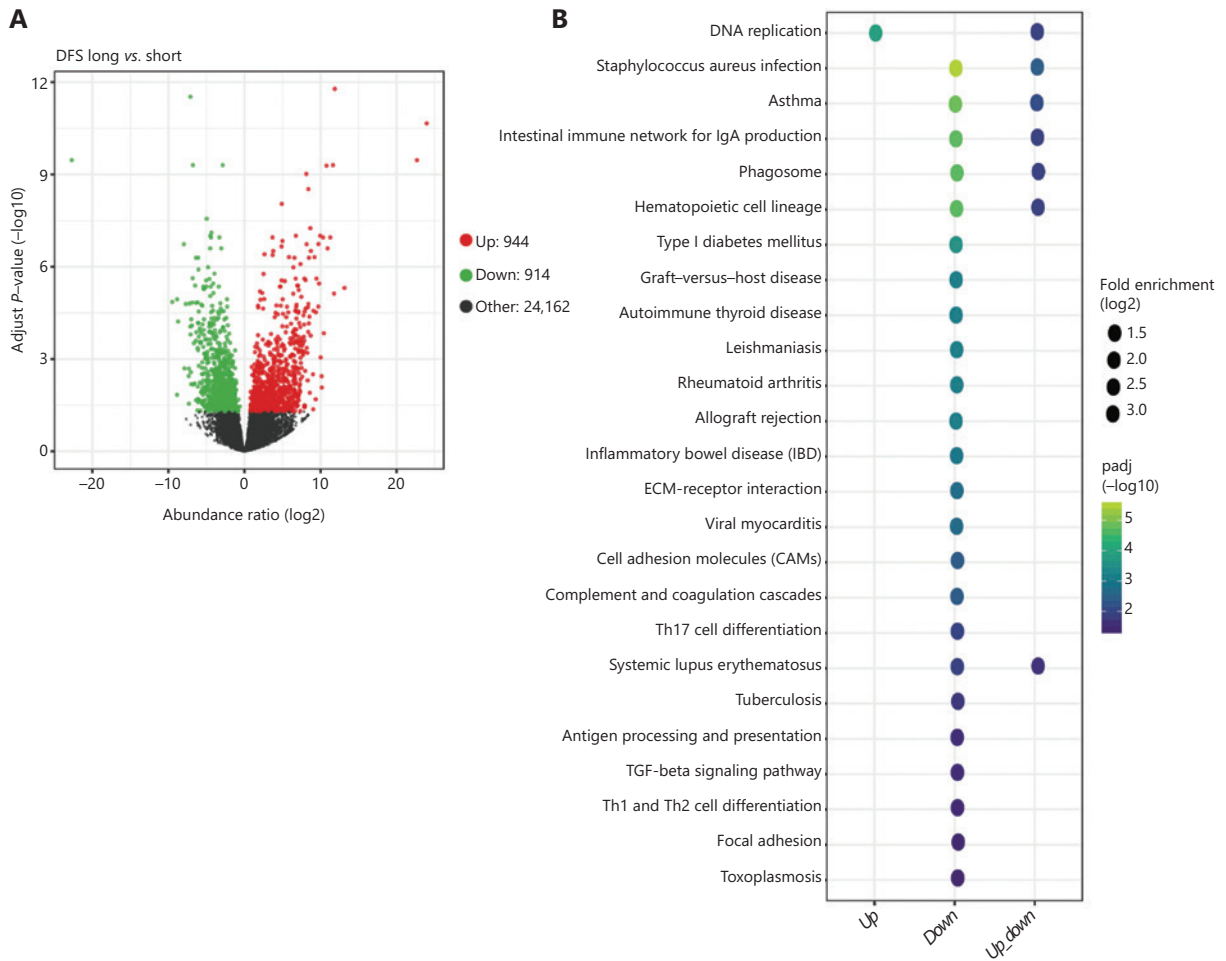 A
DFS long vs. short
12
9
6
3
0
Adjust P–value (–log10)
–20
–10
0
10
20
Abundance ratio (log2)
Up: 944
Down: 914
Other: 24,162
B
DNA replication
Staphylococcus aureus infection
Asthma
Intestinal immune network for IgA production
Phagosome
Hematopoietic cell lineage
Type I diabetes mellitus
Graft–versus–host disease
Autoimmune thyroid disease
Leishmaniasis
Rheumatoid arthritis
Allograft rejection
Inflammatory bowel disease (IBD)
ECM-receptor interaction
Viral myocarditis
Cell adhesion molecules (CAMs)
Complement and coagulation cascades
Th17 cell differentiation
Systemic lupus erythematosus
Tuberculosis
Antigen processing and presentation
TGF-beta signaling pathway
Th1 and Th2 cell differentiation
Focal adhesion
Toxoplasmosis
Up
Down
Up_down
Fold enrichment
(log2)
1.5
2.0
2.5
3.0
padj
(–log10)
5
4
3
2